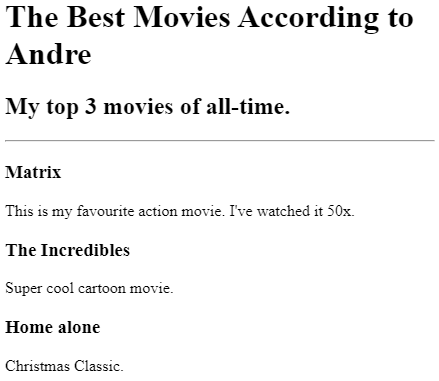 The Best Movies According to
Andre
My top 3 movies of all-time.
Matrix
This is my favourite action movie. I've watched it 50x.
The Incredibles
Super cool cartoon movie.
Home alone
Christmas Classic.